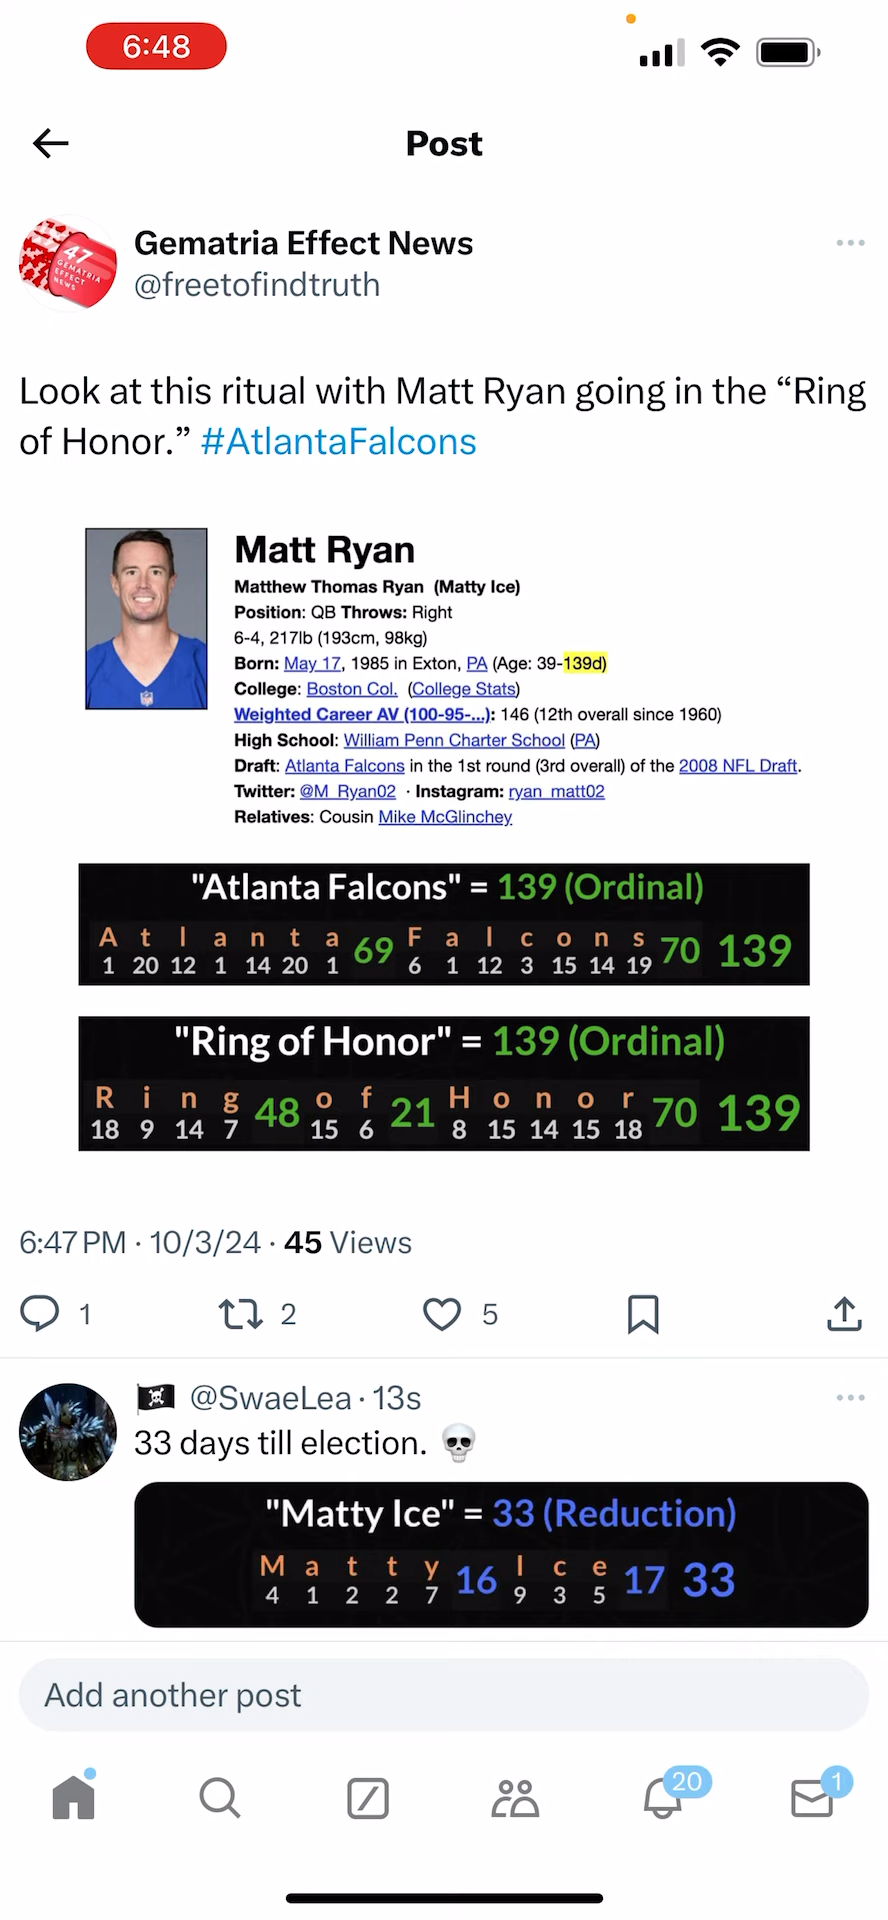 6:48
Post
47
GEMATRIA
EFFECT
NEWS
Gematria Effect News
@freetofindtruth
Look at this ritual with Matt Ryan going in the “Ring
of Honor.” #AtlantaFalcons
Matt Ryan
Matthew Thomas Ryan (Matty Ice)
Position: QB Throws: Right
6-4, 217lb (193cm, 98kg)
Born: May 17, 1985 in Exton, PA (Age: 39-139d)
College: Boston Col. (College Stats)
Weighted Career AV (100-95-...): 146 (12th overall since 1960)
High School: William Penn Charter School (PA)
Draft: Atlanta Falcons in the 1st round (3rd overall) of the 2008 NFL Draft.
Twitter: @M_Ryan02 · Instagram: ryan_matt02
Relatives: Cousin Mike McGlinchey
"Atlanta Falcons" = 139 (Ordinal)
A t l a n t a 69 F a l c o n s 70 139
1 20 12 1 14 20 1 6 1 12 3 15 14 19
"Ring of Honor" = 139 (Ordinal)
R i n g 48 o f 21 H o n o r 70 139
18 9 14 7 15 6 8 15 14 15 18
6:47 PM · 10/3/24 · 45 Views
1 2 5
@SwaeLea · 13s
33 days till election. 💀
"Matty Ice" = 33 (Reduction)
M a t t y 16 I c e 17 33
4 1 2 2 7 9 3 5
Add another post
20 1